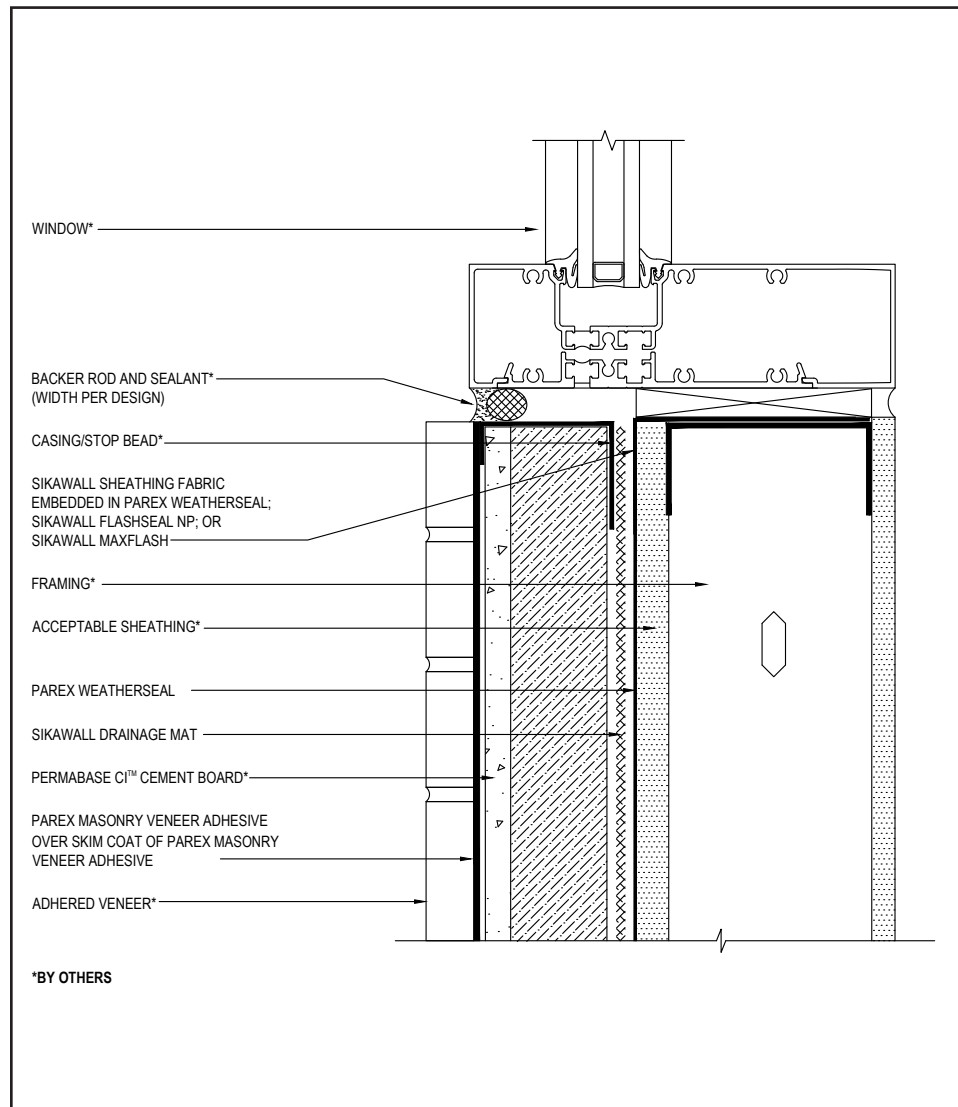 WINDOW*
BACKER ROD AND SEALANT*
(WIDTH PER DESIGN)
CASING/STOP BEAD*
SIKAWALL SHEATHING FABRIC
EMBEDDED IN PAREX WEATHERSEAL;
SIKAWALL FLASHSEAL NP; OR
SIKAWALL MAXFLASH
FRAMING*
ACCEPTABLE SHEATHING*
PAREX WEATHERSEAL
SIKAWALL DRAINAGE MAT
PERMABASE CI™ CEMENT BOARD*
PAREX MASONRY VENEER ADHESIVE
OVER SKIM COAT OF PAREX MASONRY
VENEER ADHESIVE
ADHERED VENEER*
*BY OTHERS